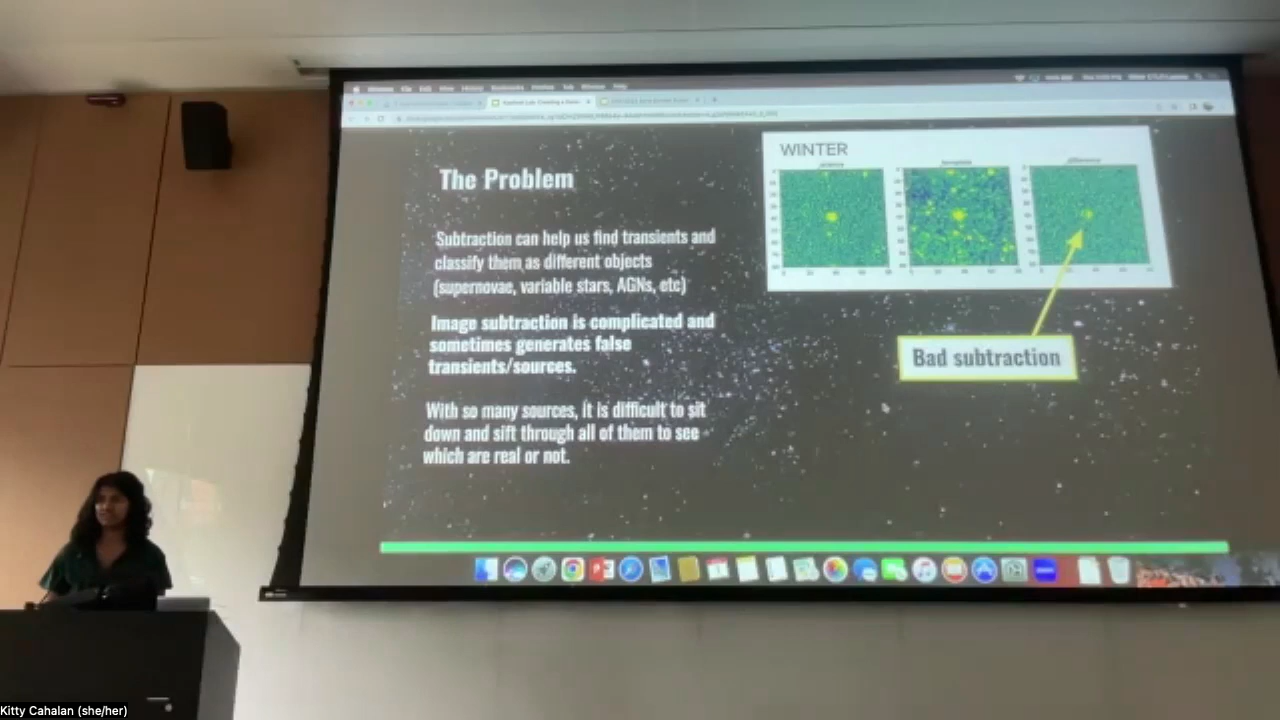 The Problem
Subtraction can help us find transients and
classify them as different objects
(supernovae, variable stars, AGNs, etc)
Image subtraction is complicated and
sometimes generates false
transients/sources.
With so many sources, it is difficult to sit
down and sift through all of them to see
which are real or not.
WINTER
science
template
difference
Bad subtraction
Kitty Cahalan (she/her)